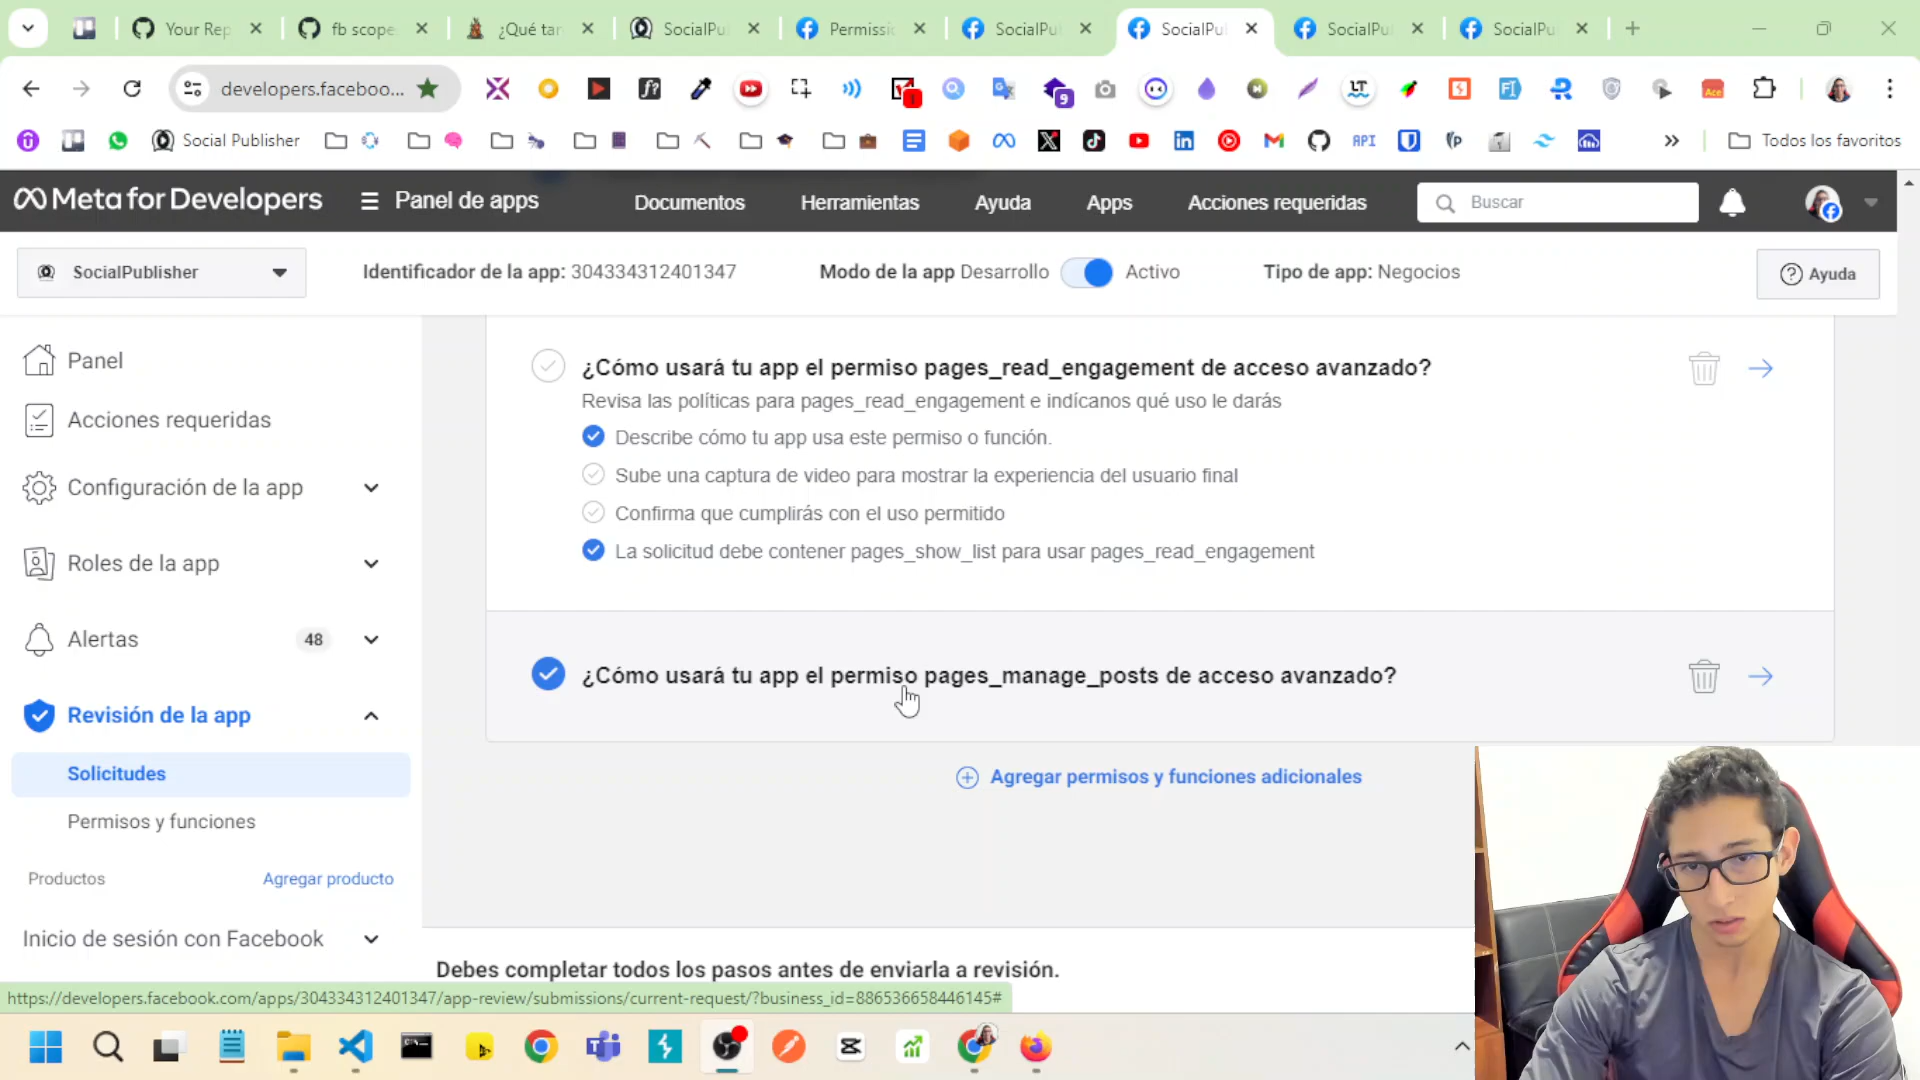 Your Rep
fb scope
¿Qué tar
SocialPu
Permissi
SocialPu
SocialPu
SocialPu
SocialPu
developers.faceboo...
Social Publisher
API
Todos los favoritos
Meta for Developers
Panel de apps
Documentos
Herramientas
Ayuda
Apps
Acciones requeridas
Buscar
SocialPublisher
Identificador de la app: 304334312401347
Modo de la app Desarrollo
Activo
Tipo de app: Negocios
Ayuda
Panel
Acciones requeridas
Configuración de la app
Roles de la app
Alertas
48
Revisión de la app
Solicitudes
Permisos y funciones
Productos
Agregar producto
Inicio de sesión con Facebook
¿Cómo usará tu app el permiso pages_read_engagement de acceso avanzado?
Revisa las políticas para pages_read_engagement e indícanos qué uso le darás
Describe cómo tu app usa este permiso o función.
Sube una captura de video para mostrar la experiencia del usuario final
Confirma que cumplirás con el uso permitido
La solicitud debe contener pages_show_list para usar pages_read_engagement
¿Cómo usará tu app el permiso pages_manage_posts de acceso avanzado?
Agregar permisos y funciones adicionales
Debes completar todos los pasos antes de enviarla a revisión.
https://developers.facebook.com/apps/304334312401347/app-review/submissions/current-request/?business_id=886536658446145#